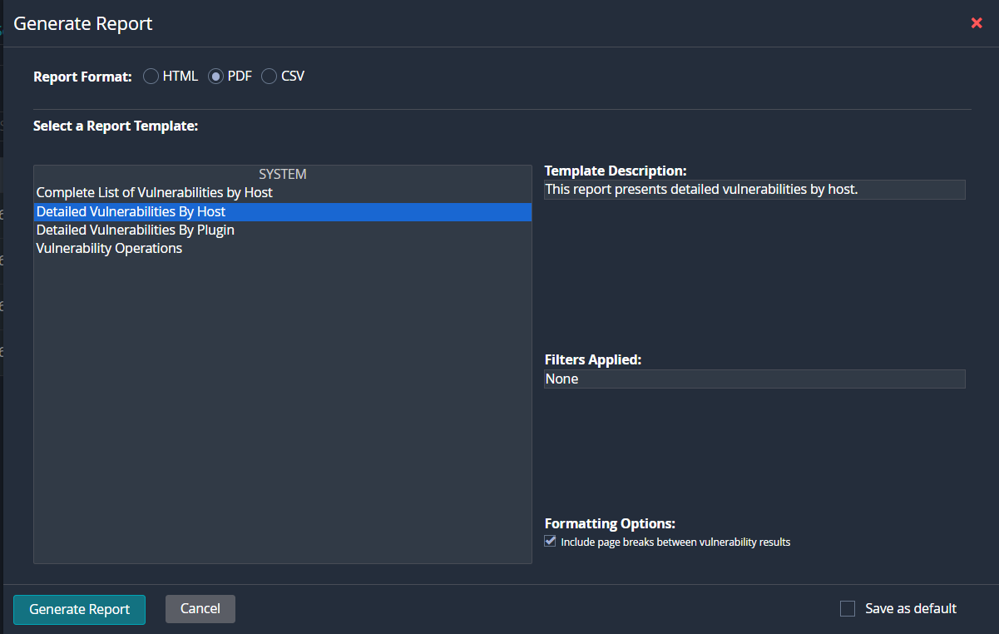 Generate Report
Report Format: HTML PDF CSV
Select a Report Template:
SYSTEM
Complete List of Vulnerabilities by Host
Detailed Vulnerabilities By Host
Detailed Vulnerabilities By Plugin
Vulnerability Operations
Template Description:
This report presents detailed vulnerabilities by host.
Filters Applied:
None
Formatting Options:
Include page breaks between vulnerability results
Generate Report Cancel Save as default